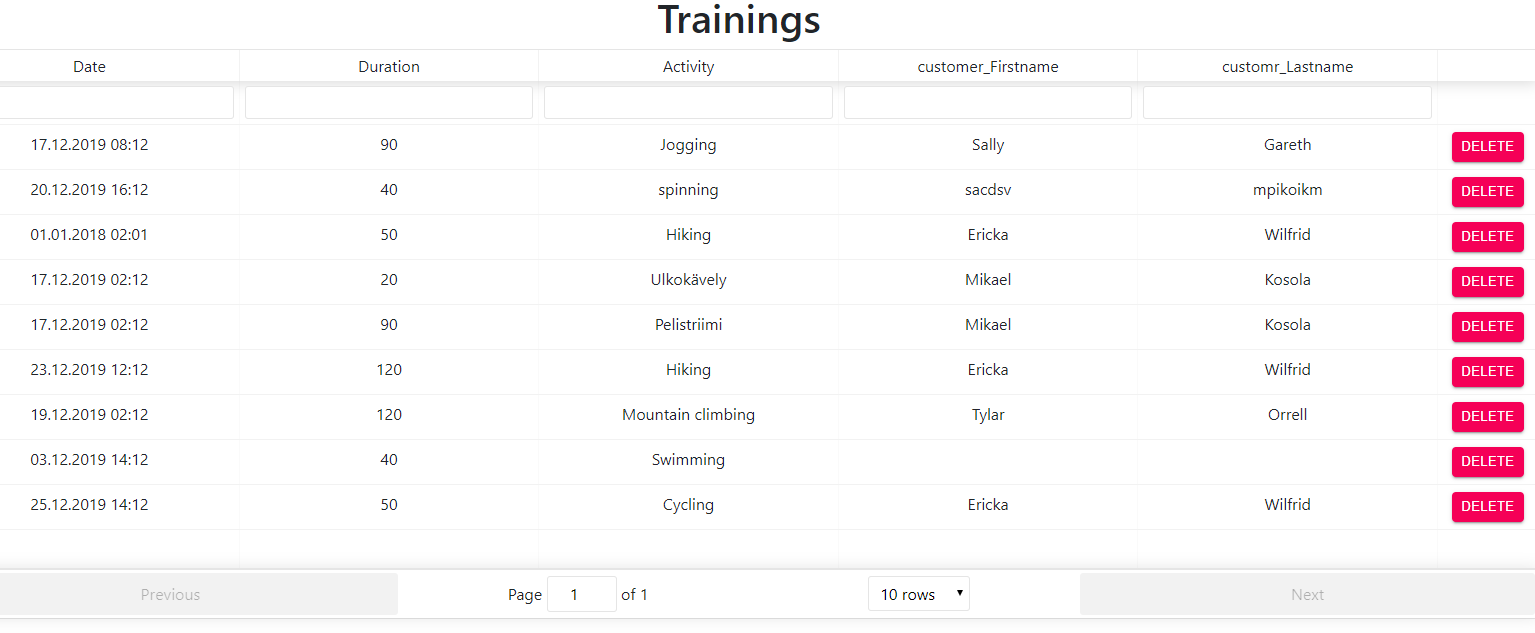 Trainings
Date Duration Activity customer_Firstname customr_Lastname
17.12.2019 08:12 90 Jogging Sally Gareth DELETE
20.12.2019 16:12 40 spinning sacdsv mpikoikm DELETE
01.01.2018 02:01 50 Hiking Ericka Wilfrid DELETE
17.12.2019 02:12 20 Ulkokävely Mikael Kosola DELETE
17.12.2019 02:12 90 Pelistriimi Mikael Kosola DELETE
23.12.2019 12:12 120 Hiking Ericka Wilfrid DELETE
19.12.2019 02:12 120 Mountain climbing Tylar Orrell DELETE
03.12.2019 14:12 40 Swimming DELETE
25.12.2019 14:12 50 Cycling Ericka Wilfrid DELETE
Previous Page 1 of 1 10 rows Next